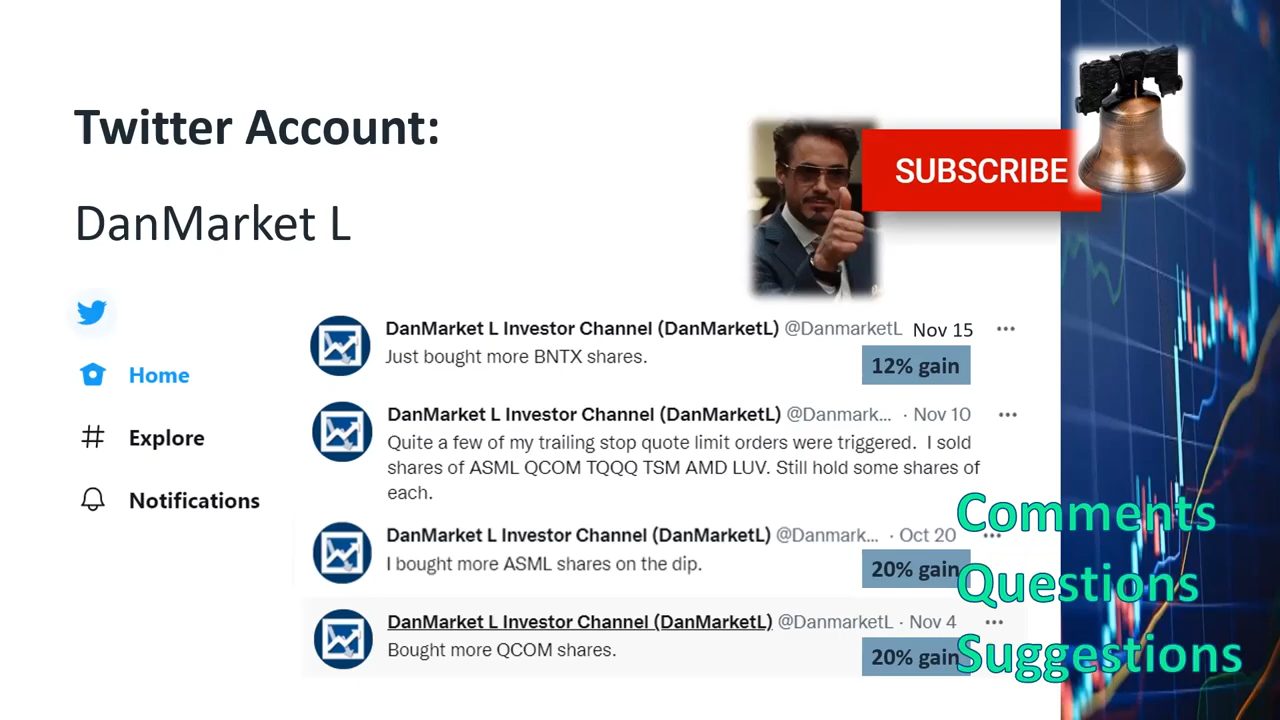 Twitter Account:
DanMarket L
SUBSCRIBE
Home
Explore
Notifications
DanMarket L Investor Channel (DanMarketL) @DanmarketL Nov 15 ···
Just bought more BNTX shares.
12% gain
DanMarket L Investor Channel (DanMarketL) @Danmark... · Nov 10 ···
Quite a few of my trailing stop quote limit orders were triggered. I sold
shares of ASML QCOM TQQQ TSM AMD LUV. Still hold some shares of
each.
DanMarket L Investor Channel (DanMarketL) @Danmark... · Oct 20 ···
I bought more ASML shares on the dip.
20% gain
DanMarket L Investor Channel (DanMarketL) @DanmarketL · Nov 4 ···
Bought more QCOM shares.
20% gain
Comments
Questions
Suggestions